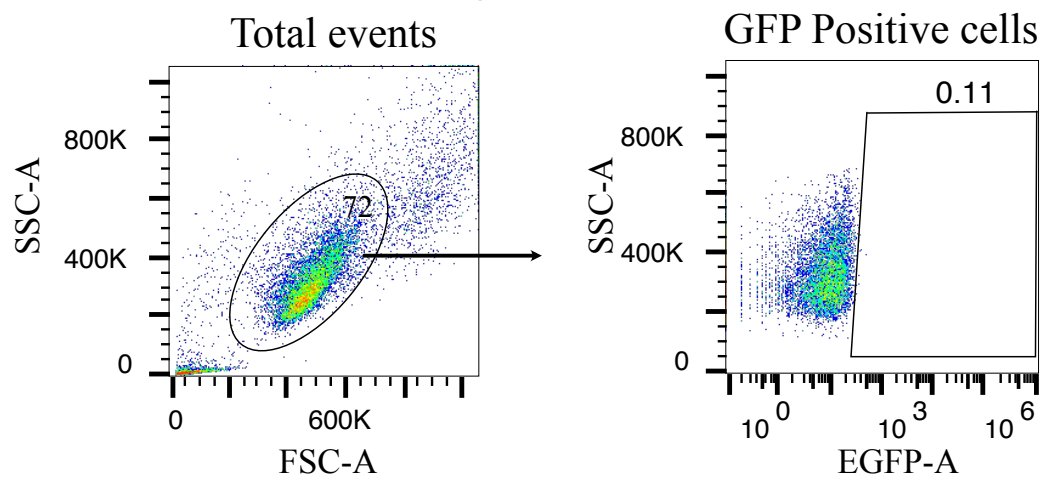 Total events
SSC-A
800K
400K
0
72
0
600K
FSC-A
GFP Positive cells
SSC-A
800K
400K
0
0.11
10 0
10 3
10 6
EGFP-A